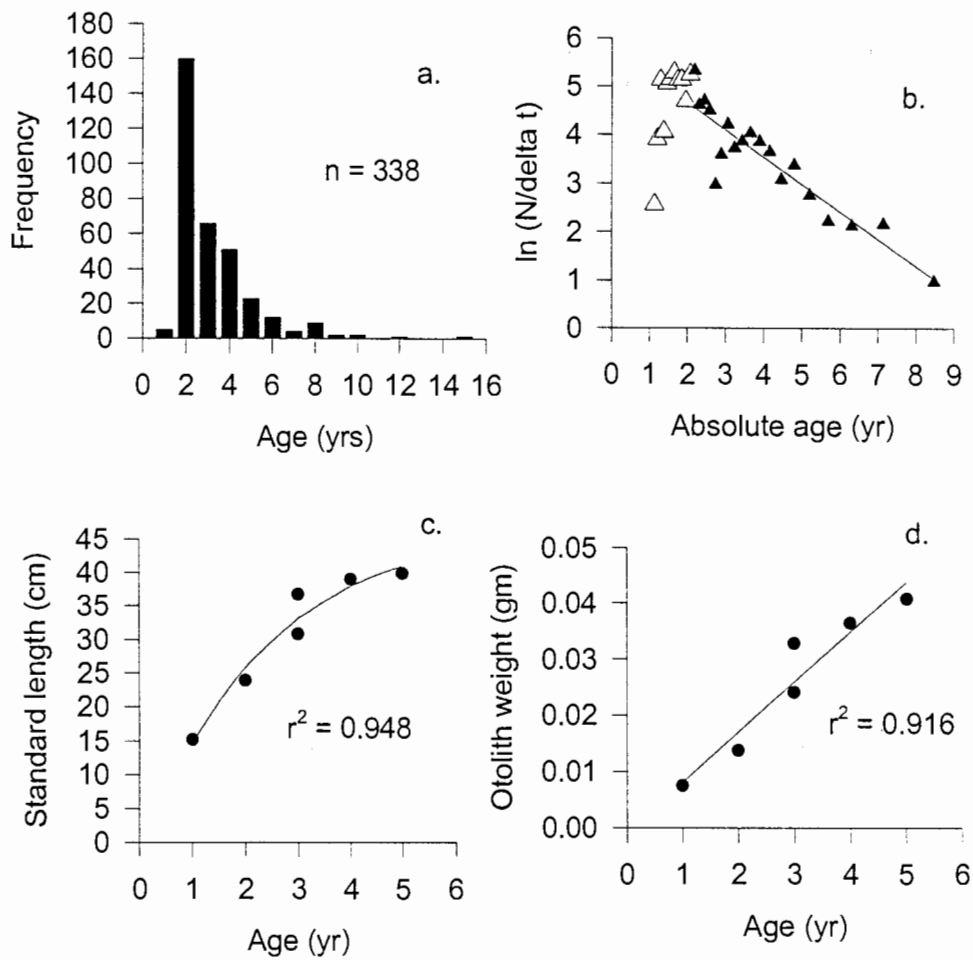 180
160
140
120
100
80
60
40
20
0
Frequency
a.
n = 338
0 2 4 6 8 10 12 14 16
Age (yrs)
6
5
4
3
2
1
0
ln (N/delta t)
b.
0 1 2 3 4 5 6 7 8 9
Absolute age (yr)
45
40
35
30
25
20
15
10
5
0
Standard length (cm)
c.
r² = 0.948
0 1 2 3 4 5 6
Age (yr)
0.05
0.04
0.03
0.02
0.01
0.00
Otolith weight (gm)
d.
r² = 0.916
0 1 2 3 4 5 6
Age (yr)